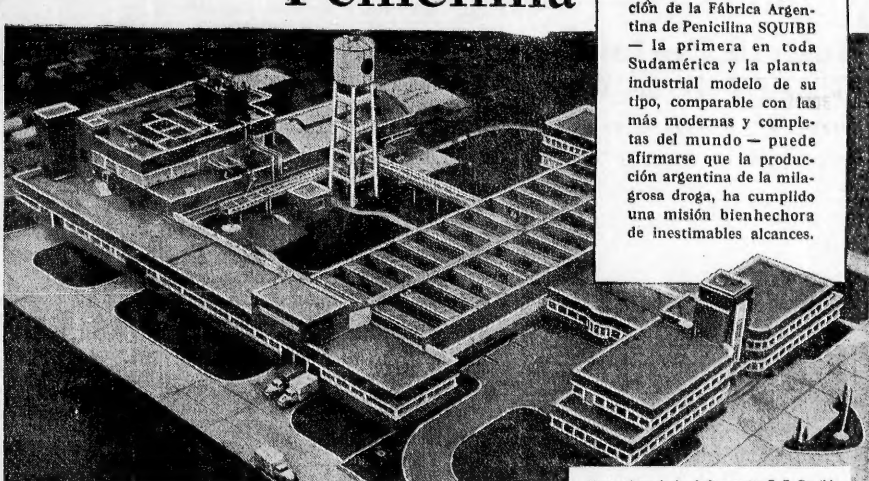 Penicilina
ción de la Fábrica Argen-
tina de Penicilina SQUIBB
— la primera en toda
Sudamérica y la planta
industrial modelo de su
tipo, comparable con las
más modernas y comple-
tas del mundo — puede
afirmarse que la produc-
ción argentina de la mila-
grosa droga, ha cumplido
una misión bienhechora
de inestimables alcances.